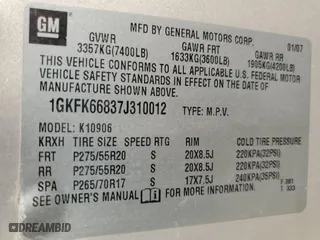 GM
MFD BY GENERAL MOTORS CORP. 01/07
GVWR GAWR FRT GAWR RR
3357KG(7400LB) 1633KG(3600LB) 1905KG(4200LB)
THIS VEHICLE CONFORMS TO ALL APPLICABLE U.S. FEDERAL MOTOR
VEHICLE SAFETY STANDARDS IN EFFECT ON THE DATE OF
MANUFACTURE SHOWN ABOVE.
1GKFK66837J310012 TYPE: M.P.V.
MODEL: K10906
KRX TIRE SIZE SPEED RTG RIM COLD TIRE PRESSURE
FRT P275/55R20 S 20X8.5J 220KPA(32PSI)
RR P275/55R20 S 20X8.5J 220KPA(32PSI)
SPA P265/70R17 S 17X7.5J 240KPA(35PSI)
SEE OWNER'S MANUAL FOR MORE INFORMATION.
DREAMBID